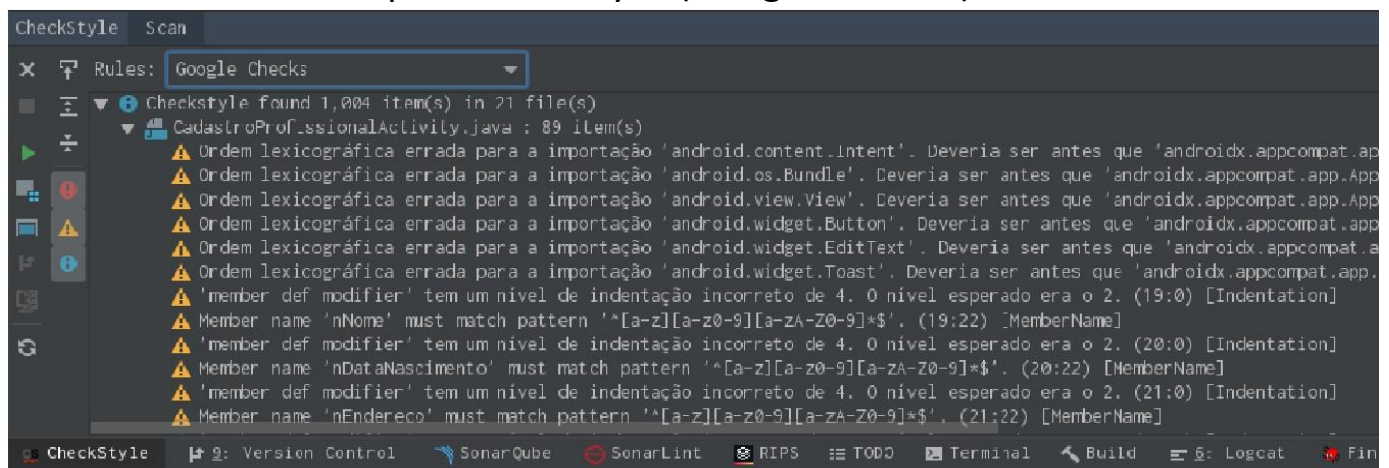 CheckStyle Scan
Rules: Google Checks
Checkstyle found 1,004 item(s) in 21 file(s)
CadastroProfissionalActivity.java : 89 item(s)
Ordem lexicográfica errada para a importação 'android.content.Intent'. Deveria ser antes que 'androidx.appcompat.ap
Ordem lexicográfica errada para a importação 'android.os.Bundle'. Deveria ser antes que 'androidx.appcompat.app.App
Ordem lexicográfica errada para a importação 'android.view.View'. Deveria ser antes que 'androidx.appcompat.app.App
Ordem lexicográfica errada para a importação 'android.widget.Button'. Deveria ser antes que 'androidx.appcompat.app
Ordem lexicográfica errada para a importação 'android.widget.EditText'. Deveria ser antes que 'androidx.appcompat.a
Ordem lexicográfica errada para a importação 'android.widget.Toast'. Deveria ser antes que 'androidx.appcompat.app.
'member def modifier' tem um nível de indentação incorreto de 4. O nível esperado era o 2. (19:0) [Indentation]
Member name 'nNome' must match pattern '^[a-z][a-z0-9][a-zA-Z0-9]*$'. (19:22) [MemberName]
'member def modifier' tem um nível de indentação incorreto de 4. O nível esperado era o 2. (20:0) [Indentation]
Member name 'nDataNascimento' must match pattern '^[a-z][a-z0-9][a-zA-Z0-9]*$'. (20:22) [MemberName]
'member def modifier' tem um nível de indentação incorreto de 4. O nível esperado era o 2. (21:0) [Indentation]
Member name 'nEndereco' must match pattern '^[a-z][a-z0-9][a-zA-Z0-9]*$'. (21:22) [MemberName]
CheckStyle 9: Version Control SonarQube SonarLint RIPS TODO Terminal Build 6: Logcat Fin